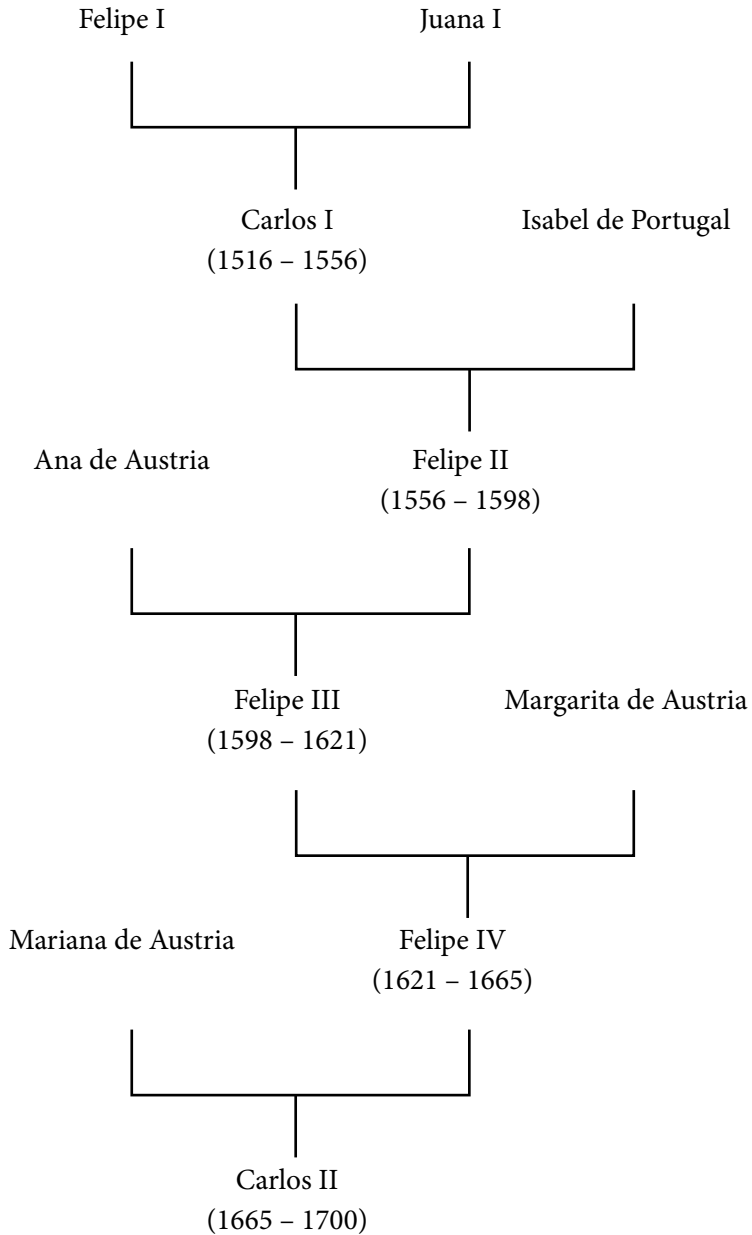 Felipe I
Juana I
Carlos I
(1516 – 1556)
Isabel de Portugal
Ana de Austria
Felipe II
(1556 – 1598)
Felipe III
(1598 – 1621)
Margarita de Austria
Mariana de Austria
Felipe IV
(1621 – 1665)
Carlos II
(1665 – 1700)